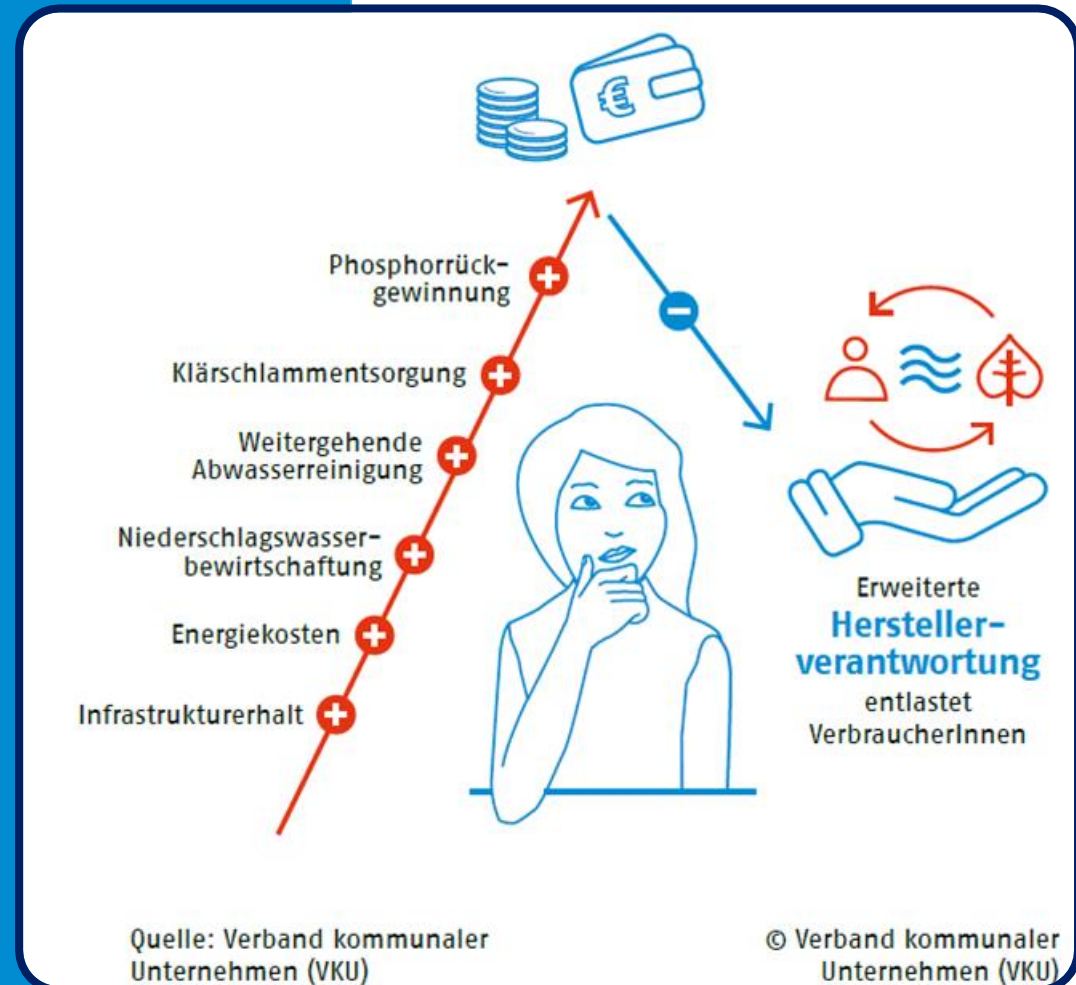 Phosphorrück-
gewinnung
Klärschlammentsorgung
Weitergehende
Abwasserreinigung
Niederschlagswasser-
bewirtschaftung
Energiekosten
Infrastrukturerhalt
€
Erweiterte
Hersteller-
verantwortung
entlastet
VerbraucherInnen
Quelle: Verband kommunaler
Unternehmen (VKU)
© Verband kommunaler
Unternehmen (VKU)